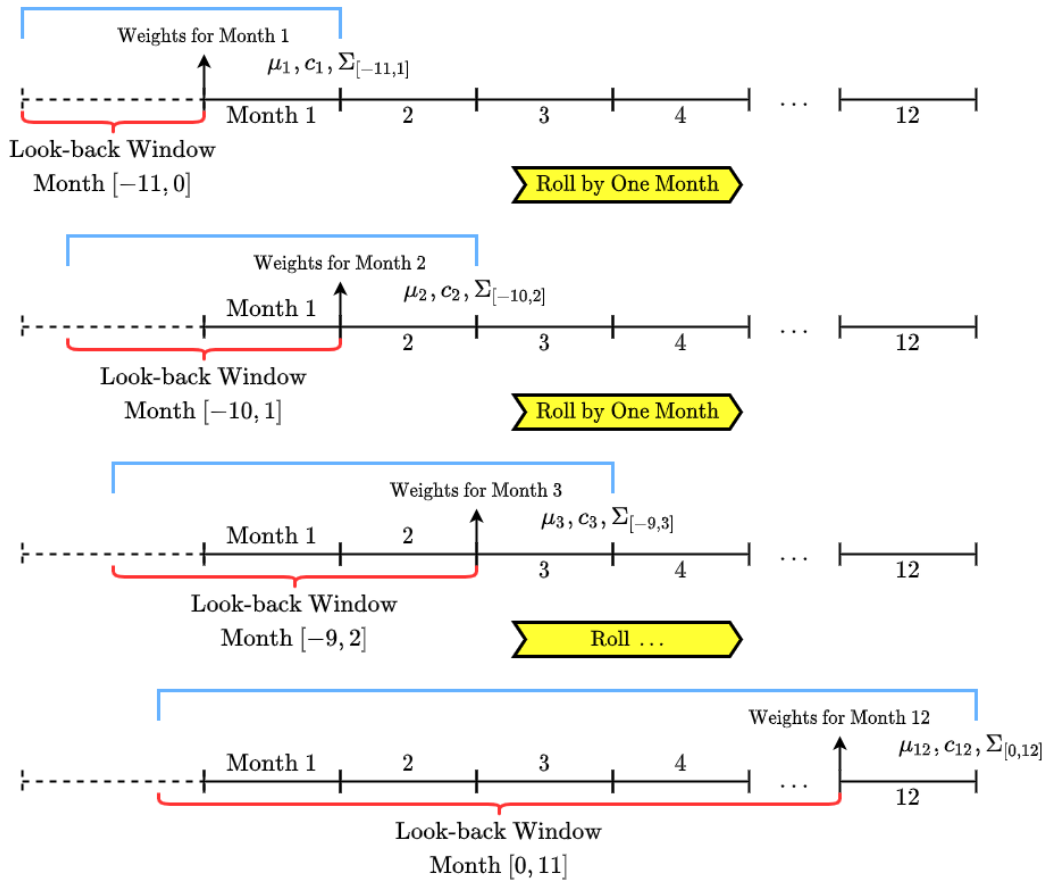 Weights for Month 1
μ₁, c₁, Σ_[−11,1]
Month 1 2 3 4 ... 12
Look-back Window
Month [−11, 0]
Roll by One Month
Weights for Month 2
μ₂, c₂, Σ_[−10,2]
Month 1 2 3 4 ... 12
Look-back Window
Month [−10, 1]
Roll by One Month
Weights for Month 3
μ₃, c₃, Σ_[−9,3]
Month 1 2 3 4 ... 12
Look-back Window
Month [−9, 2]
Roll ...
Weights for Month 12
μ₁₂, c₁₂, Σ_[0,12]
Month 1 2 3 4 ... 12
Look-back Window
Month [0, 11]